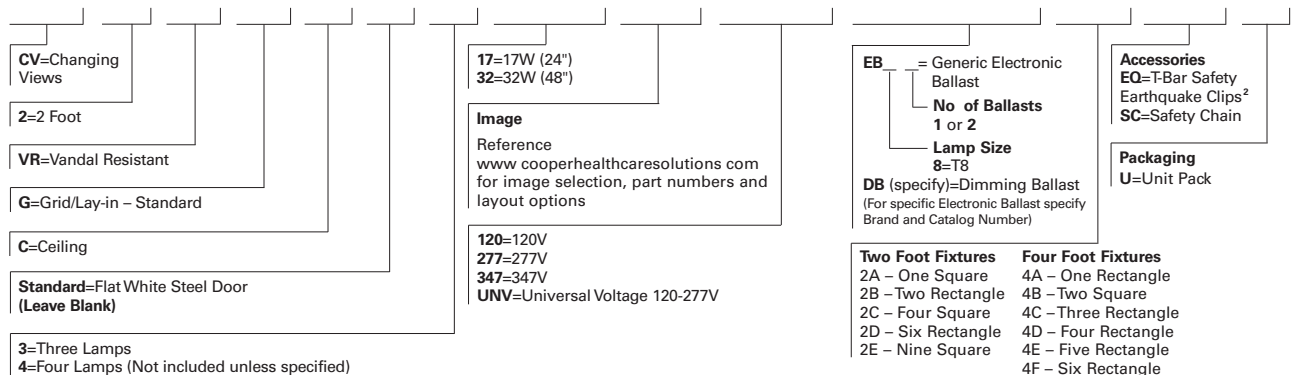 CV=Changing
Views
2=2 Foot
VR=Vandal Resistant
G=Grid/Lay-in – Standard
C=Ceiling
Standard=Flat White Steel Door
(Leave Blank)
3=Three Lamps
4=Four Lamps (Not included unless specified)
17=17W (24")
32=32W (48")
Image
Reference
www cooperhealthcaresolutions com
for image selection, part numbers and
layout options
120=120V
277=277V
347=347V
UNV=Universal Voltage 120-277V
EB__ __= Generic Electronic
Ballast
No of Ballasts
1 or 2
Lamp Size
8=T8
DB (specify)=Dimming Ballast
(For specific Electronic Ballast specify
Brand and Catalog Number)
Two Foot Fixtures
2A – One Square
2B – Two Rectangle
2C – Four Square
2D – Six Rectangle
2E – Nine Square
Four Foot Fixtures
4A – One Rectangle
4B – Two Square
4C – Three Rectangle
4D – Four Rectangle
4E – Five Rectangle
4F – Six Rectangle
Accessories
EQ=T-Bar Safety
Earthquake Clips²
SC=Safety Chain
Packaging
U=Unit Pack